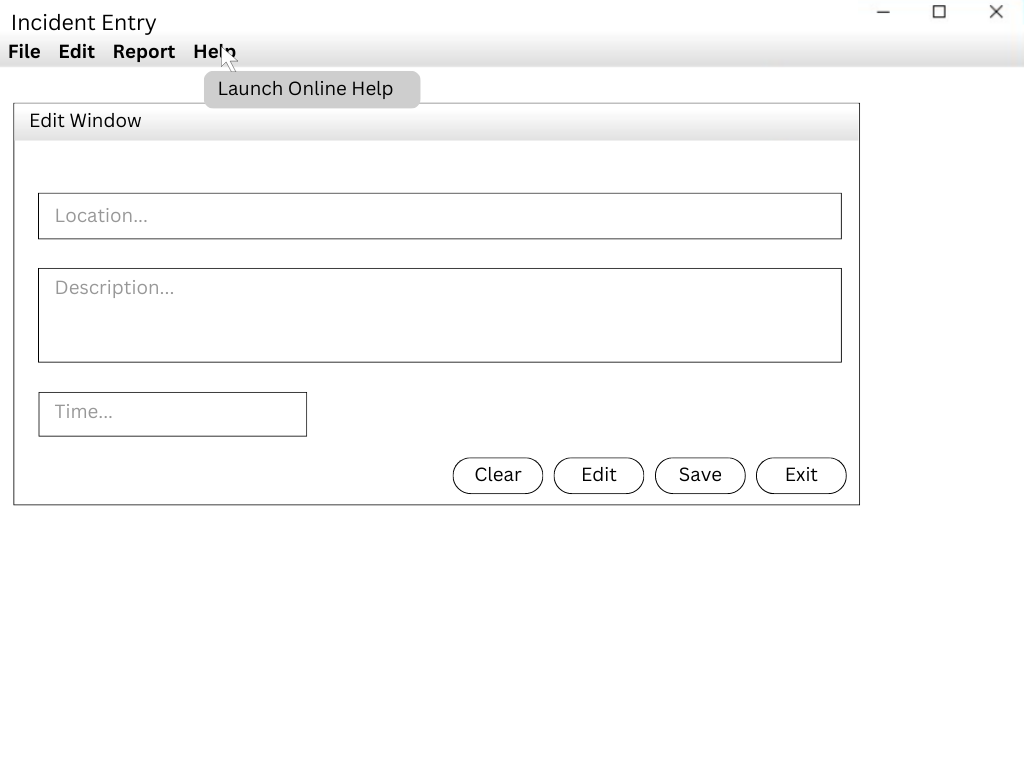 Incident Entry
File Edit Report Help
Launch Online Help
Edit Window
Location...
Description...
Time...
Clear Edit Save Exit